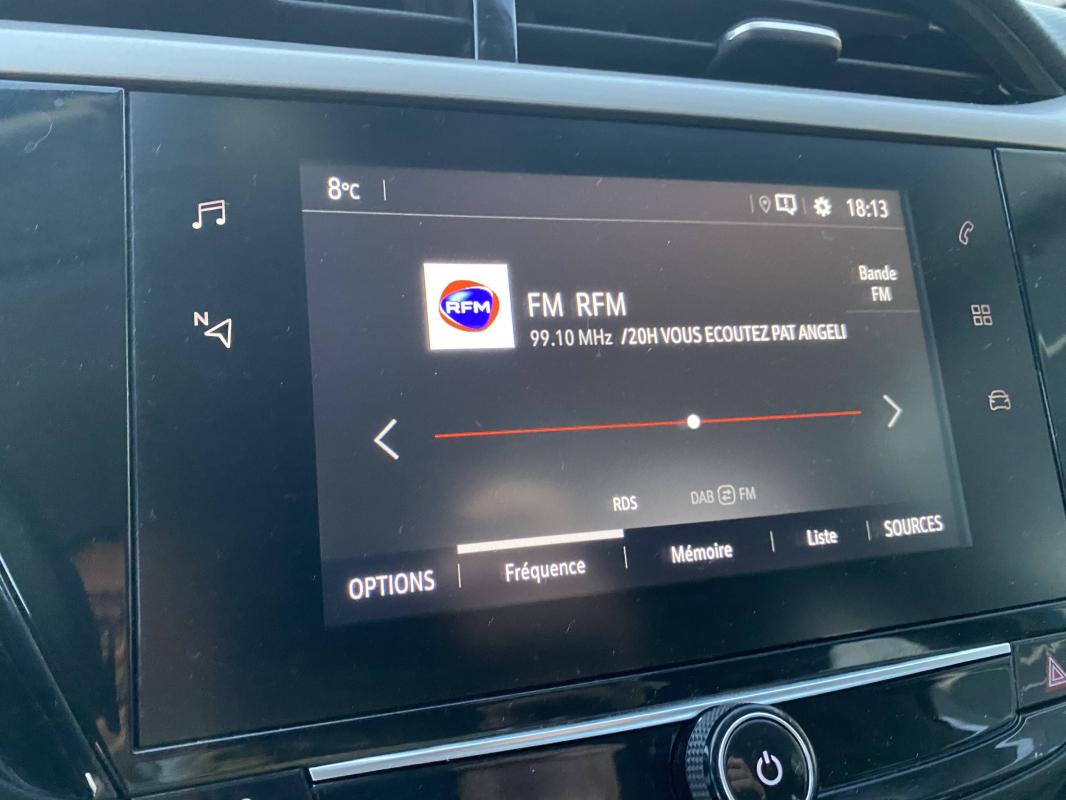 8°C
18:13
N
RFM
FM RFM
Bande
FM
99.10 MHz /20H VOUS ECOUTEZ PAT ANGELI
RDS
DAB FM
OPTIONS
Fréquence
Mémoire
Liste
SOURCES